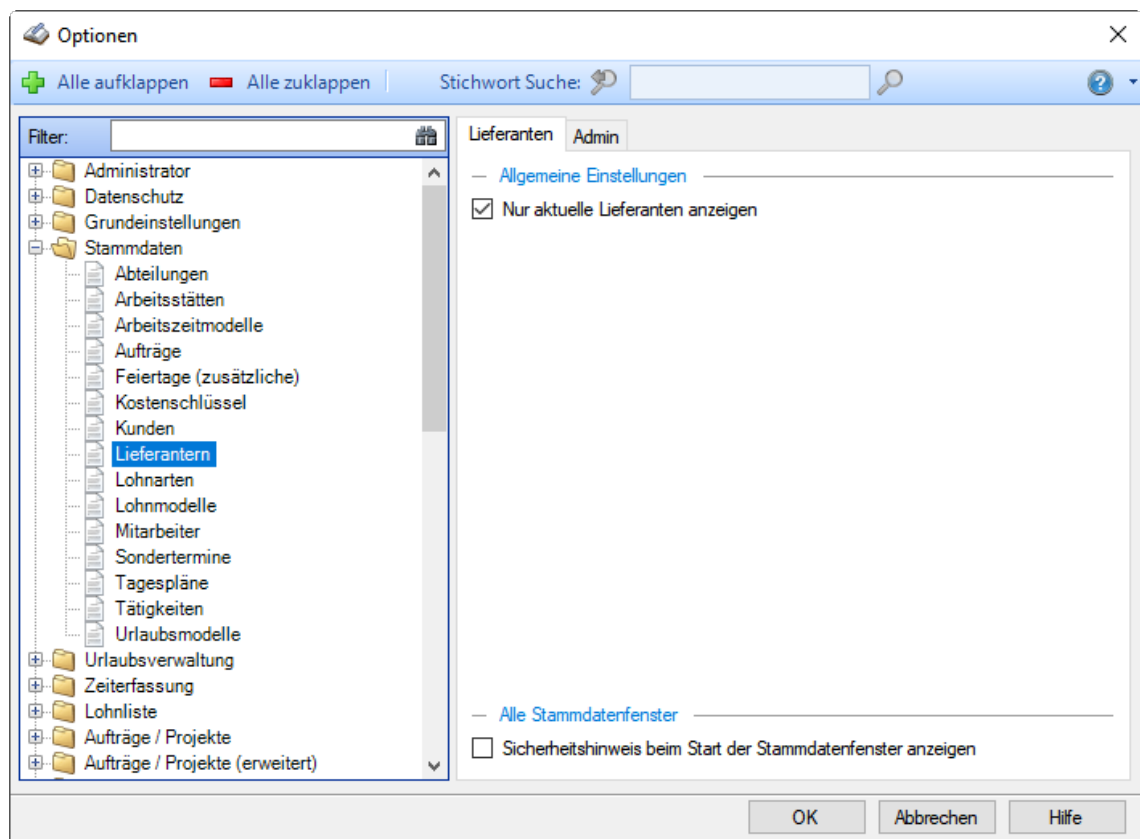 Optionen
Alle aufklappen Alle zuklappen Stichwort Suche:
Filter:
Administrator
Datenschutz
Grundeinstellungen
Stammdaten
Abteilungen
Arbeitsstätten
Arbeitszeitmodelle
Aufträge
Feiertage (zusätzliche)
Kostenschlüssel
Kunden
Lieferantern
Lohnarten
Lohnmodelle
Mitarbeiter
Sondertermine
Tagespläne
Tätigkeiten
Urlaubsmodelle
Urlaubsverwaltung
Zeiterfassung
Lohnliste
Aufträge / Projekte
Aufträge / Projekte (erweitert)
Lieferanten Admin
Allgemeine Einstellungen
Nur aktuelle Lieferanten anzeigen
Alle Stammdatenfenster
Sicherheitshinweis beim Start der Stammdatenfenster anzeigen
OK Abbrechen Hilfe